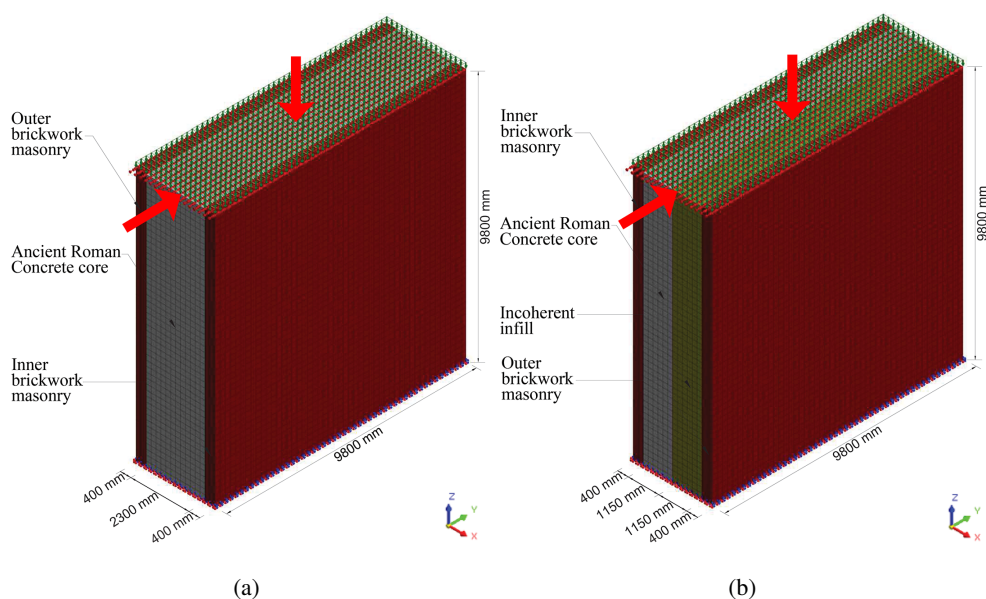 Outer
brickwork
masonry
Ancient Roman
Concrete core
Inner
brickwork
masonry
9800 mm
9800 mm
400 mm
2300 mm
400 mm
Z
Y
X
(a)
Inner
brickwork
masonry
Ancient Roman
Concrete core
Incoherent
infill
Outer
brickwork
masonry
9800 mm
9800 mm
400 mm
1150 mm
1150 mm
400 mm
Z
Y
X
(b)